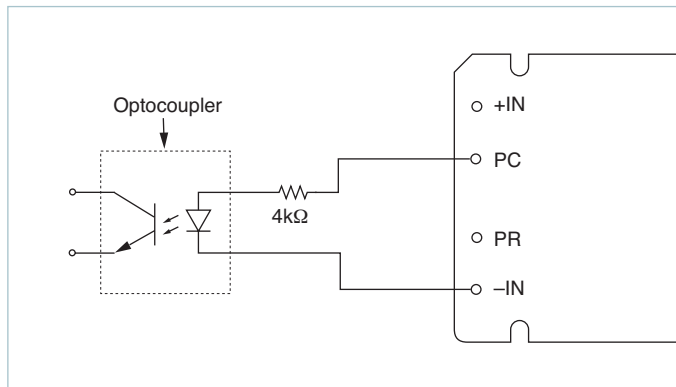 Optocoupler
+IN
PC
4kΩ
PR
–IN